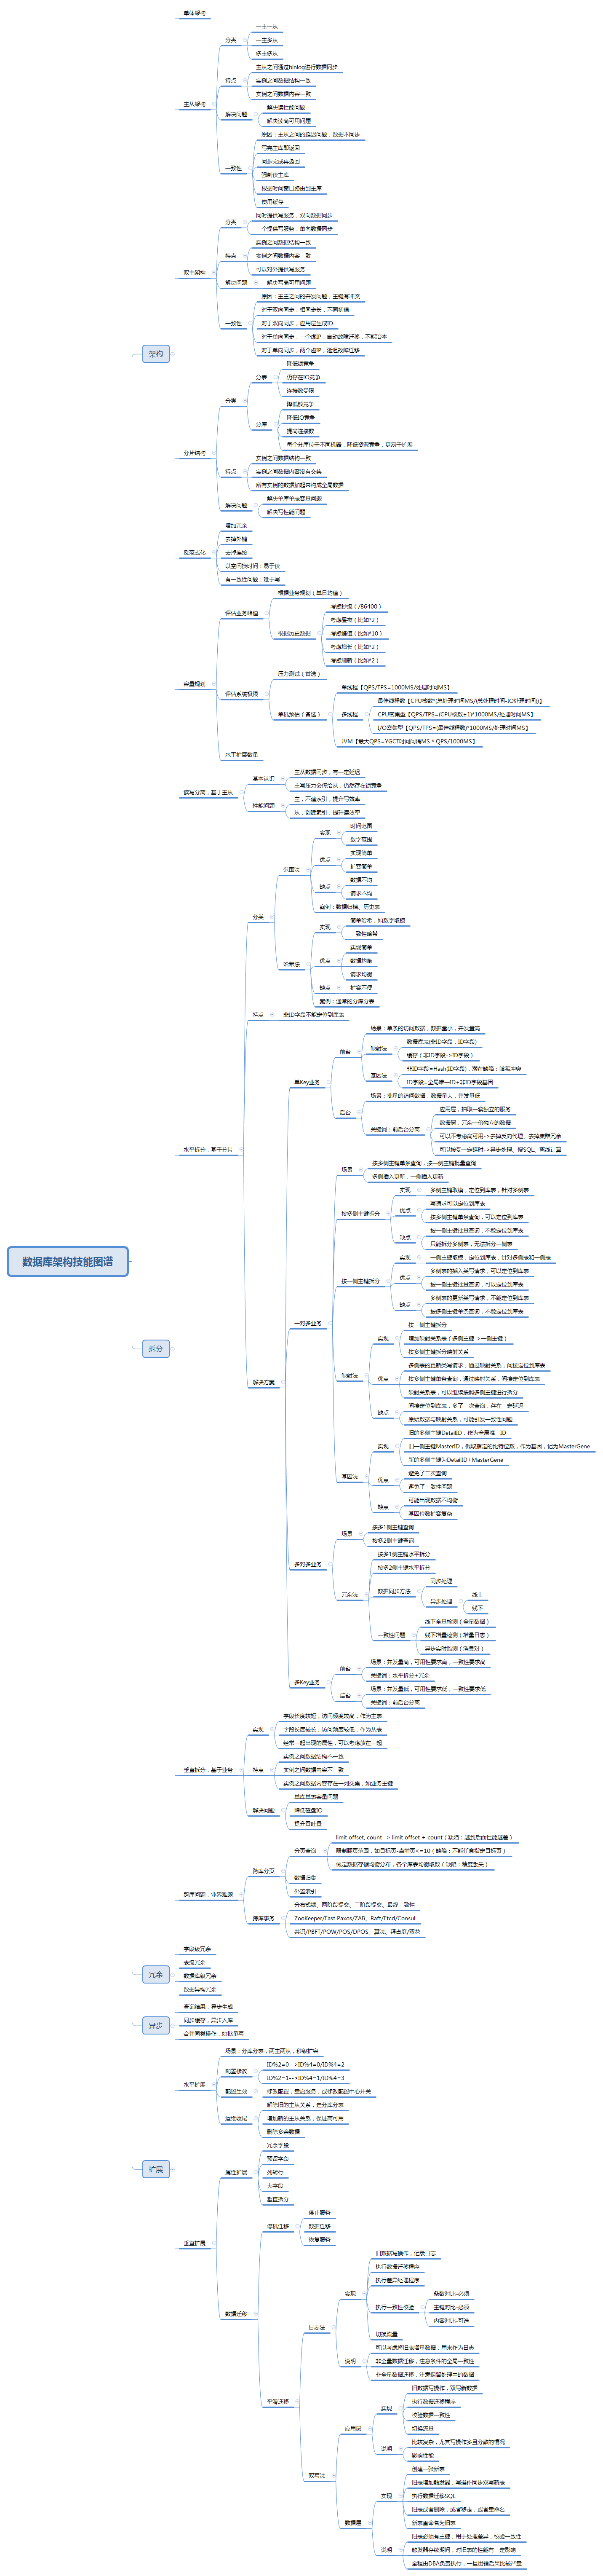 数据库架构技能图谱
架构
单体架构
主从架构
分类
一主一从
一主多从
多主多从
特点
主从之间通过binlog进行数据同步
实例之间数据结构一致
实例之间数据内容一致
解决问题
解决读性能问题
解决读高可用问题
一致性
原因：主从之间的延迟问题，数据不同步
写完主库即返回
同步完成再返回
强制读主库
根据时间窗口路由到主库
使用缓存
双主架构
分类
同时提供写服务，双向数据同步
一个提供写服务，单向数据同步
特点
实例之间数据结构一致
实例之间数据内容一致
可以对外提供写服务
解决问题
解决写高可用问题
一致性
原因：主主之间的并发问题，主键有冲突
对于双向同步，相同步长，不同初值
对于双向同步，应用层生成ID
对于单向同步，一个虚IP，自动故障迁移，不能治本
对于单向同步，两个虚IP，延迟故障迁移
分片结构
分类
分表
降低锁竞争
仍存在IO竞争
连接数受限
分库
降低锁竞争
降低IO竞争
提高连接数
每个分库位于不同机器，降低资源竞争，更易于扩展
特点
实例之间数据结构一致
实例之间数据内容没有交集
所有实例的数据加起来构成全局数据
解决问题
解决单库单表容量问题
解决写性能问题
反范式化
增加冗余
去掉外键
去掉连接
以空间换时间：易于读
有一致性问题：难于写
容量规划
评估业务峰值
根据业务规划（单日均值）
根据历史数据
考虑秒级（/86400）
考虑昼夜（比如*2）
考虑峰值（比如*10）
考虑增长（比如*2）
考虑刷新（比如*2）
评估系统极限
压力测试（首选）
单机预估（备选）
单线程【QPS/TPS=1000MS/处理时间MS】
多线程
最佳线程数【CPU核数*(总处理时间MS/(总处理时间-IO处理时间))】
CPU密集型【QPS/TPS=(CPU核数±1)*1000MS/处理时间MS】
I/O密集型【QPS/TPS=(最佳线程数)*1000MS/处理时间MS】
JVM【最大QPS=YGCT时间间隔MS * QPS/1000MS】
水平扩展数量
拆分
读写分离，基于主从
基本认识
主从数据同步，有一定延迟
主写压力会传给从，仍然存在锁竞争
性能问题
主，不建索引，提升写效率
从，创建索引，提升读效率
水平拆分，基于分片
分类
范围法
实现
时间范围
数字范围
优点
实现简单
扩容简单
缺点
数据不均
请求不均
案例：数据归档、历史表
哈希法
实现
简单哈希，如数字取模
一致性哈希
优点
实现简单
数据均衡
请求均衡
缺点
扩容不便
案例：通常的分库分表
特点
非ID字段不能定位到库表
解决方案
单Key业务
前台
场景：单条的访问数据，数据量小，并发量高
映射法
数据库表(非ID字段，ID字段)
缓存（非ID字段->ID字段）
基因法
非ID字段=Hash(ID字段)，潜在缺陷：哈希冲突
ID字段=全局唯一ID+非ID字段基因
后台
场景：批量的访问数据，数据量大，并发量低
关键词：前后台分离
应用层，抽取一套独立的服务
数据层，冗余一份独立的数据
可以不考虑高可用->去掉反向代理、去掉集群冗余
可以接受一定延时->异步处理、慢SQL、离线计算
一对多业务
场景
按多侧主键单条查询，按一侧主键批量查询
多侧插入更新，一侧插入更新
按多侧主键拆分
实现
多侧主键取模，定位到库表，针对多侧表
优点
写请求可以定位到库表
按多侧主键单条查询，可以定位到库表
缺点
按一侧主键批量查询，不能定位到库表
只能拆分多侧表，无法拆分一侧表
按一侧主键拆分
实现
一侧主键取模，定位到库表，针对多侧表和一侧表
优点
多侧表的插入类写请求，可以定位到库表
按一侧主键批量查询，可以定位到库表
缺点
多侧表的更新类写请求，不能定位到库表
按多侧主键单条查询，不能定位到库表
映射法
实现
按一侧主键拆分
增加映射关系表（多侧主键->一侧主键）
按多侧主键拆分映射关系
优点
多侧表的更新类写请求，通过映射关系，间接定位到库表
按多侧主键单条查询，通过映射关系，间接定位到库表
映射关系表，可以继续按照多侧主键进行拆分
缺点
间接定位到库表，多了一次查询，存在一定延迟
原始数据与映射关系，可能引发一致性问题
基因法
实现
旧的多侧主键DetailID，作为全局唯一ID
旧一侧主键MasterID，截取指定的比特位数，作为基因，记为MasterGene
新的多侧主键为DetailID+MasterGene
优点
避免了二次查询
避免了一致性问题
缺点
可能出现数据不均衡
基因位数扩容复杂
多对多业务
场景
按多1侧主键查询
按多2侧主键查询
冗余法
按多1侧主键水平拆分
按多2侧主键水平拆分
数据同步方法
同步处理
异步处理
线上
线下
一致性问题
线下全量检测（全量数据）
线下增量检测（增量日志）
异步实时监测（消息对）
多Key业务
前台
场景：并发量高，可用性要求高，一致性要求高
关键词：水平拆分+冗余
后台
场景：并发量低，可用性要求低，一致性要求低
关键词：前后台分离
垂直拆分，基于业务
实现
字段长度较短，访问频度较高，作为主表
字段长度较长，访问频度较低，作为从表
经常一起出现的属性，可以考虑放在一起
特点
实例之间数据结构不一致
实例之间数据内容不一致
实例之间数据内容存在一列交集，如业务主键
解决问题
单库单表容量问题
降低磁盘IO
提升吞吐量
跨库问题，业界难题
跨库分页
分页查询
limit offset, count -> limit offset + count（缺陷：越到后面性能越差）
限制翻页范围，如目标页-当前页<=10（缺陷：不能任意指定目标页）
假定数据存储均衡分布，各个库表均衡取数（缺陷：精度丢失）
数据归集
外置索引
跨库事务
分布式锁、两阶段提交、三阶段提交、最终一致性
ZooKeeper/Fast Paxos/ZAB、Raft/Etcd/Consul
共识/PBFT/POW/POS/DPOS、算法、拜占庭/双花
冗余
字段级冗余
表级冗余
数据库级冗余
数据异构冗余
异步
查询结果，异步生成
同步缓存，异步入库
合并同类操作，如批量写
扩展
水平扩展
场景：分库分表，两主两从，秒级扩容
配置修改
ID%2=0-->ID%4=0/ID%4=2
ID%2=1-->ID%4=1/ID%4=3
配置生效
修改配置，重启服务，或修改配置中心开关
运维收尾
解除旧的主从关系，走分库分表
增加新的主从关系，保证高可用
删除多余数据
垂直扩展
属性扩展
冗余字段
预留字段
列转行
大字段
垂直拆分
数据迁移
停机迁移
停止服务
数据迁移
恢复服务
平滑迁移
日志法
实现
旧数据写操作，记录日志
执行数据迁移程序
执行差异处理程序
执行一致性校验
条数对比-必须
主键对比-必须
内容对比-可选
切换流量
说明
可以考虑将旧表增量数据，用来作为日志
非全量数据迁移，注意条件的全局一致性
非全量数据迁移，注意保留处理中的数据
双写法
应用层
实现
旧数据写操作，双写新数据
执行数据迁移程序
校验数据一致性
切换流量
说明
比较复杂，尤其写操作多且分散的情况
影响性能
数据层
实现
创建一张新表
旧表增加触发器，写操作同步双写新表
执行数据迁移SQL
旧表或者删除，或者移走，或者重命名
新表重命名为旧表
说明
旧表必须有主键，用于处理差异，校验一致性
触发器存续期间，对旧表的性能有一定影响
全程由DBA负责执行，一旦出错后果比较严重